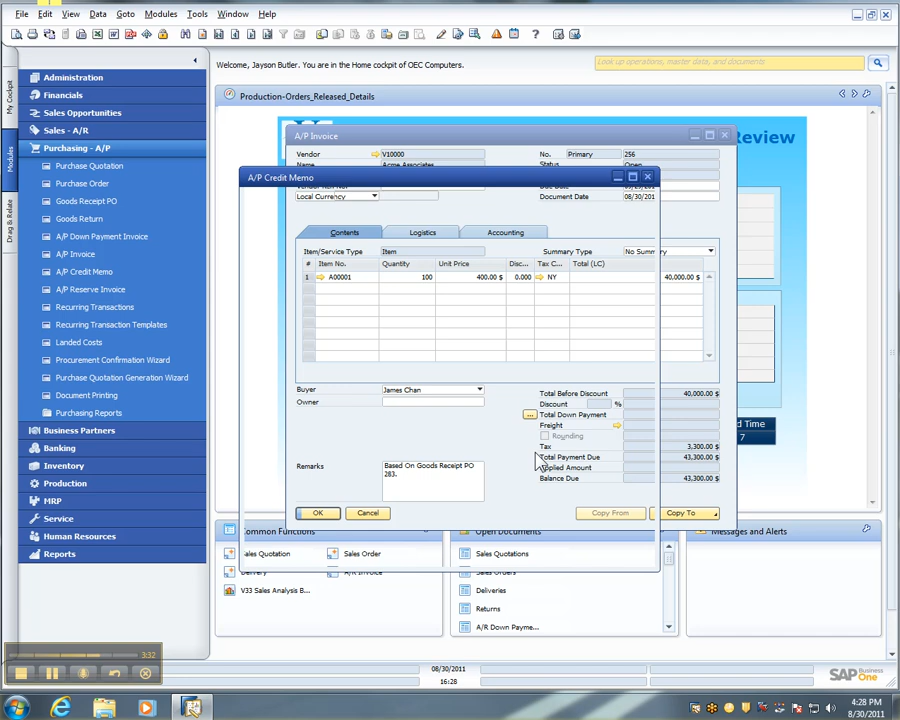 File Edit View Data Goto Modules Tools Window Help
Welcome, Jayson Butler. You are in the Home cockpit of OEC Computers.
Look up operations, master data, and documents
My Cockpit
Modules
Drag & Relate
Administration
Financials
Sales Opportunities
Sales - A/R
Purchasing - A/P
Purchase Quotation
Purchase Order
Goods Receipt PO
Goods Return
A/P Down Payment Invoice
A/P Invoice
A/P Credit Memo
A/P Reserve Invoice
Recurring Transactions
Recurring Transaction Templates
Landed Costs
Procurement Confirmation Wizard
Purchase Quotation Generation Wizard
Document Printing
Purchasing Reports
Business Partners
Banking
Inventory
Production
MRP
Service
Human Resources
Reports
Production-Orders_Released_Details
Review
A/P Invoice
Vendor V10000 No. Primary 256
Name Acme Associates Status Open
A/P Credit Memo
Local Currency Document Date 08/30/201
Contents Logistics Accounting
Item/Service Type Item Summary Type No Summary
# Item No. Quantity Unit Price Disc... Tax C... Total (LC)
1 A00001 100 400.00 $ 0.000 NY 40,000.00 $
Buyer James Chan
Owner
Total Before Discount 40,000.00 $
Discount %
... Total Down Payment
Freight
Rounding
Tax 3,300.00 $
Total Payment Due 43,300.00 $
Applied Amount
Balance Due 43,300.00 $
Remarks Based On Goods Receipt PO
283.
OK Cancel Copy From Copy To
d Time
7
Common Functions Open Documents Messages and Alerts
Sales Quotation Sales Order
Delivery A/R Invoice
V33 Sales Analysis B...
Sales Quotations
Sales Orders
Deliveries
Returns
A/R Down Payme...
3:32
08/30/2011
16:28
SAP Business One
4:28 PM
8/30/2011